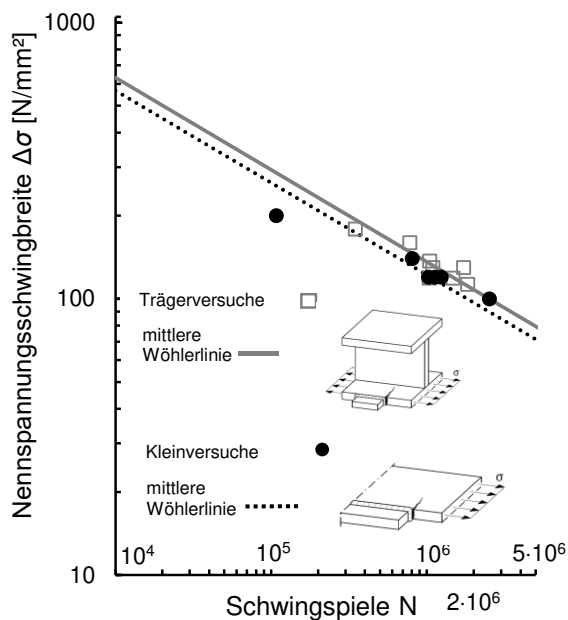 1000
Nennspannungsschwingbreite Δσ [N/mm²]
100
Trägerversuche
mittlere
Wöhlerlinie
σ
Kleinversuche
mittlere
Wöhlerlinie
σ
10
10⁴
10⁵
10⁶
5·10⁶
Schwingspiele N
2·10⁶